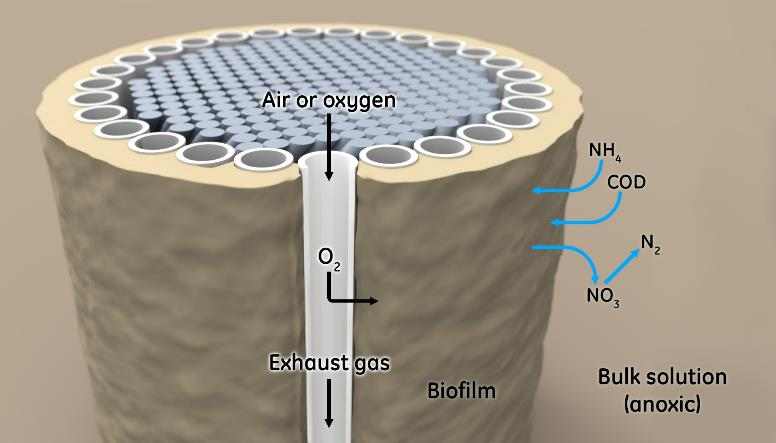 Air or oxygen
NH₄
COD
N₂
O₂
NO₃
Exhaust gas
Biofilm
Bulk solution
(anoxic)